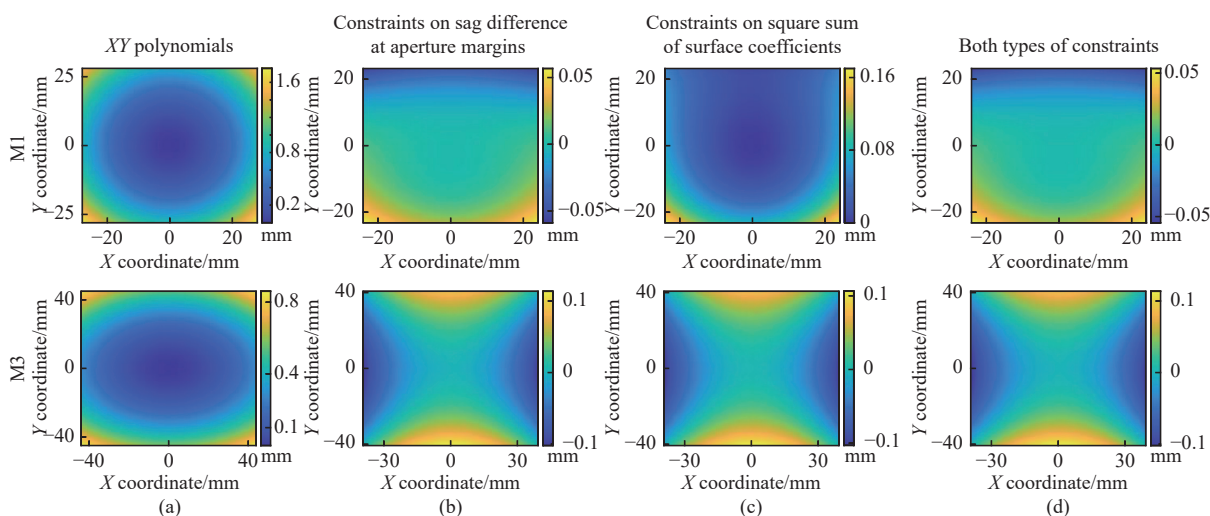 XY polynomials
Constraints on sag difference
at aperture margins
Constraints on square sum
of surface coefficients
Both types of constraints
M1
Y coordinate/mm
25
0
−25
−20 0 20
X coordinate/mm
1.6
0.8
0.2
mm
Y coordinate/mm
20
0
−20
−20 0 20
X coordinate/mm
0.05
0
−0.05
mm
Y coordinate/mm
20
0
−20
−20 0 20
X coordinate/mm
0.16
0.08
0
mm
Y coordinate/mm
20
0
−20
−20 0 20
X coordinate/mm
0.05
0
−0.05
mm
M3
Y coordinate/mm
40
0
−40
−40 0 40
X coordinate/mm
0.8
0.4
0.1
mm
(a)
Y coordinate/mm
40
0
−40
−30 0 30
X coordinate/mm
0.1
0
−0.1
mm
(b)
Y coordinate/mm
40
0
−40
−30 0 30
X coordinate/mm
0.1
0
−0.1
mm
(c)
Y coordinate/mm
40
0
−40
−30 0 30
X coordinate/mm
0.1
0
−0.1
mm
(d)